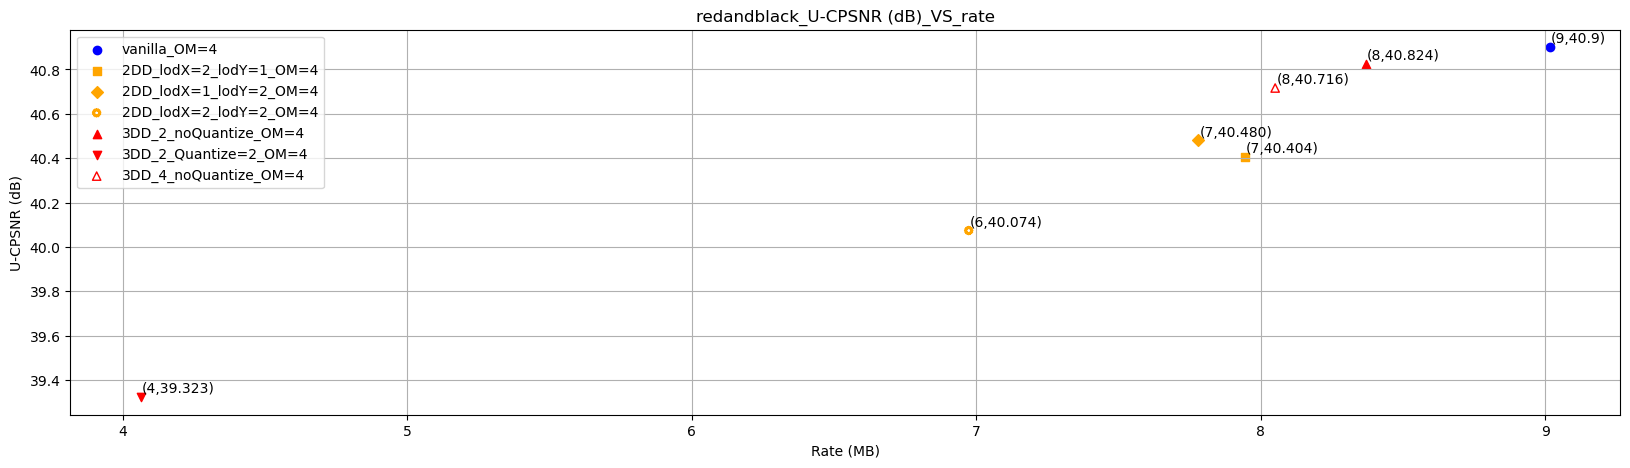 redandblack_U-CPSNR (dB)_VS_rate
vanilla_OM=4
2DD_lodX=2_lodY=1_OM=4
2DD_lodX=1_lodY=2_OM=4
2DD_lodX=2_lodY=2_OM=4
3DD_2_noQuantize_OM=4
3DD_2_Quantize=2_OM=4
3DD_4_noQuantize_OM=4
(9,40.9)
(8,40.824)
(8,40.716)
(7,40.480)
(7,40.404)
(6,40.074)
(4,39.323)
U-CPSNR (dB)
40.8
40.6
40.4
40.2
40.0
39.8
39.6
39.4
4 5 6 7 8 9
Rate (MB)